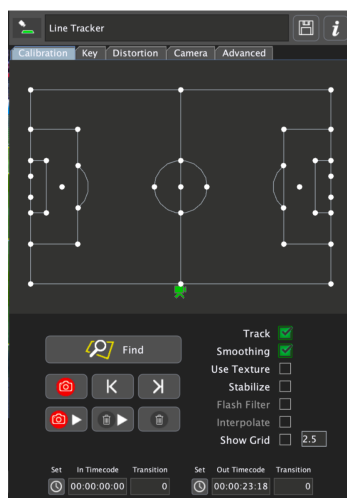 Line Tracker
Calibration Key Distortion Camera Advanced
Find
Track
Smoothing
Use Texture
Stabilize
Flash Filter
Interpolate
Show Grid 2.5
Set In Timecode Transition Set Out Timecode Transition
00:00:00:00 0 00:00:23:18 0